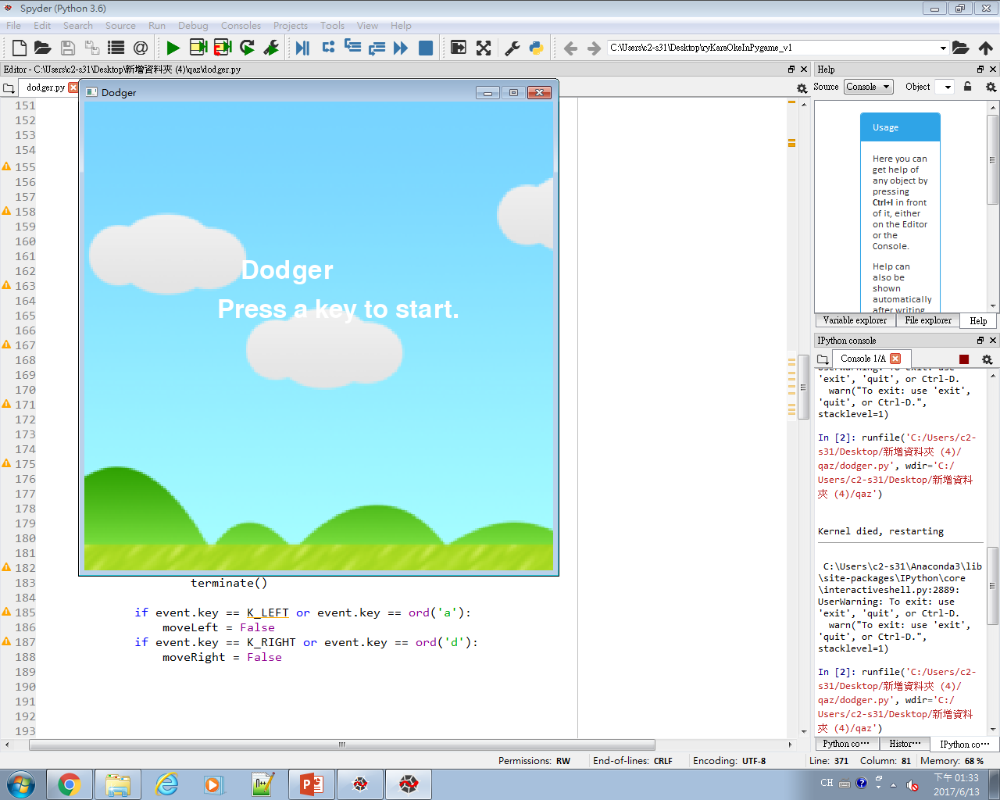 Spyder (Python 3.6)
File Edit Search Source Run Debug Consoles Projects Tools View Help
C:\Users\c2-s31\Desktop\ryKaraOkeInPygame_v1
Editor - C:\Users\c2-s31\Desktop\新增資料夾 (4)\qaz\dodger.py
Help
dodger.py
Source Console Object
Dodger
Usage
Here you can
get help of
any object by
pressing
Ctrl+I in front
of it, either
on the Editor
or the
Console.
Help can
also be
shown
automatically
after writing
Variable explorer File explorer Help
Dodger
Press a key to start.
151
152
153
154
155
156
157
158
159
160
161
162
163
164
165
166
167
168
169
170
171
172
173
174
175
176
177
178
179
180
181
182
183 terminate()
184
185 if event.key == K_LEFT or event.key == ord('a'):
186 moveLeft = False
187 if event.key == K_RIGHT or event.key == ord('d'):
188 moveRight = False
189
190
191
192
193
IPython console
Console 1/A
UserWarning: To exit: use
'exit', 'quit', or Ctrl-D.
warn("To exit: use 'exit',
'quit', or Ctrl-D.",
stacklevel=1)
In [2]: runfile('C:/Users/c2-
s31/Desktop/新增資料夾 (4)/
qaz/dodger.py', wdir='C:/
Users/c2-s31/Desktop/新增資料
夾 (4)/qaz')
Kernel died, restarting
C:\Users\c2-s31\Anaconda3\lib
\site-packages\IPython\core
\interactiveshell.py:2889:
UserWarning: To exit: use
'exit', 'quit', or Ctrl-D.
warn("To exit: use 'exit',
'quit', or Ctrl-D.",
stacklevel=1)
In [2]: runfile('C:/Users/c2-
s31/Desktop/新增資料夾 (4)/
qaz/dodger.py', wdir='C:/
Users/c2-s31/Desktop/新增資料
夾 (4)/qaz')
Python co… Histor… IPython co…
Permissions: RW End-of-lines: CRLF Encoding: UTF-8 Line: 371 Column: 81 Memory: 68 %
CH
下午 01:33
2017/6/13